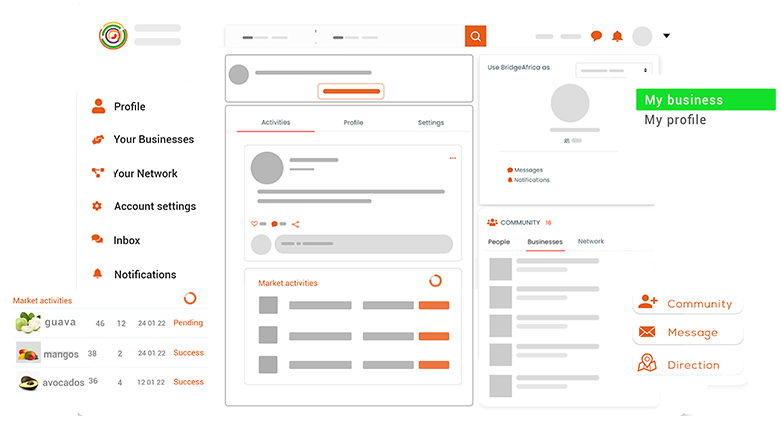 Profile
Your Businesses
Your Network
Account settings
Inbox
Notifications
Market activities
guava 46 12 24 01 22 Pending
mangos 38 2 24 01 22 Success
avocados 36 4 12 01 22 Success
Activities Profile Settings
Market activities
Use BridgeAfrica as
My business
My profile
Messages
Notifications
COMMUNITY 16
People Businesses Network
Community
Message
Direction